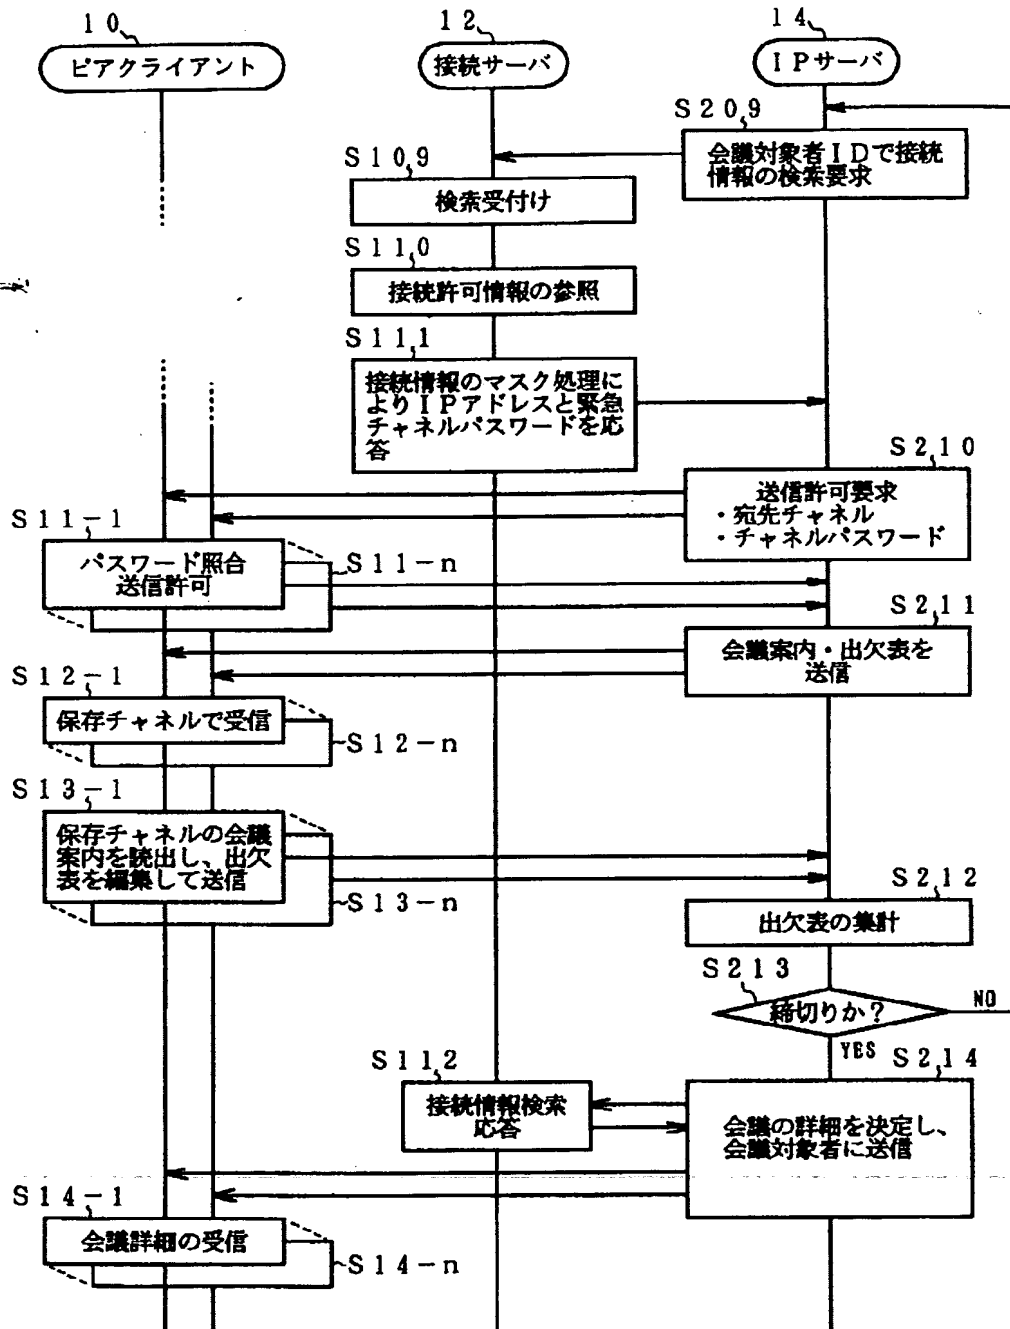 10
12
14
ピアクライアント
接続サーバ
IPサーバ
S209
会議対象者IDで接続
情報の検索要求
S109
検索受付け
S110
接続許可情報の参照
S111
接続情報のマスク処理に
よりIPアドレスと緊急
チャネルパスワードを応
答
S210
送信許可要求
・宛先チャネル
・チャネルパスワード
S11-1
パスワード照合
送信許可
S11-n
S211
会議案内・出欠表を
送信
S12-1
保存チャネルで受信
S12-n
S13-1
保存チャネルの会議
案内を読出し、出欠
表を編集して送信
S13-n
S212
出欠表の集計
S213
締切りか?
NO
YES
S112
接続情報検索
応答
S214
会議の詳細を決定し、
会議対象者に送信
S14-1
会議詳細の受信
S14-n